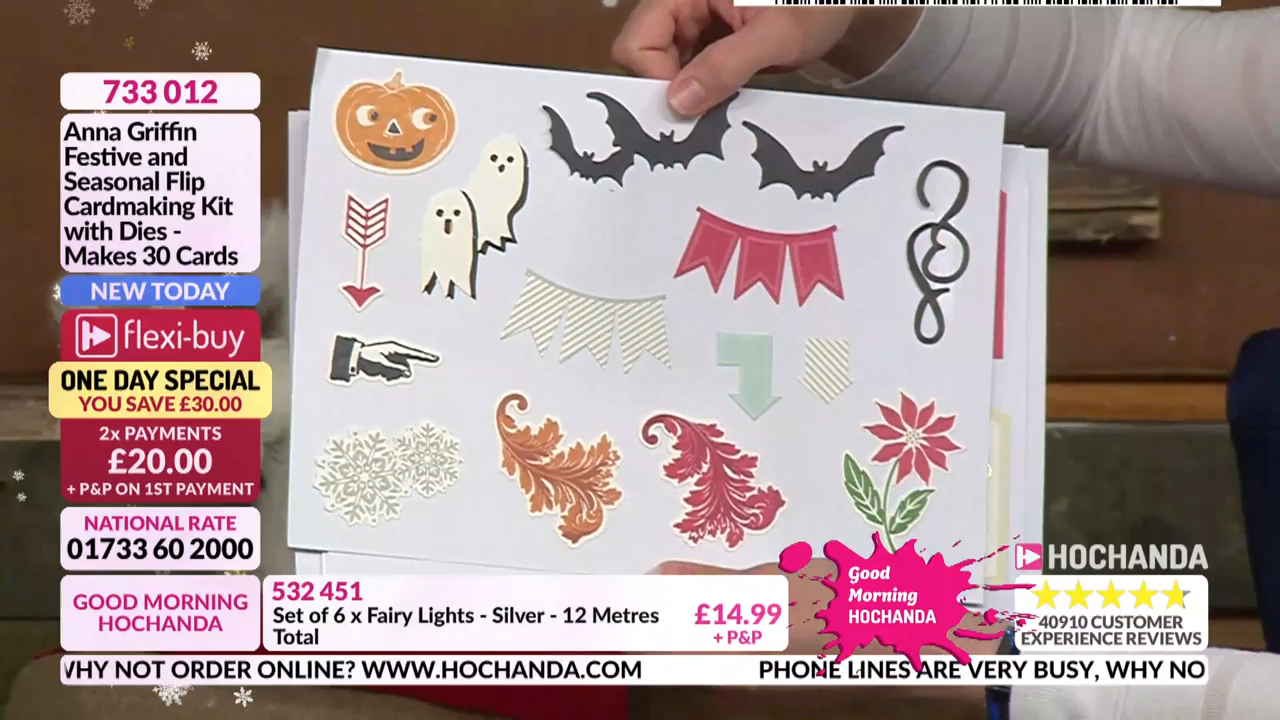 733 012
Anna Griffin
Festive and
Seasonal Flip
Cardmaking Kit
with Dies -
Makes 30 Cards
NEW TODAY
flexi-buy
ONE DAY SPECIAL
YOU SAVE £30.00
2x PAYMENTS
£20.00
+ P&P ON 1ST PAYMENT
NATIONAL RATE
01733 60 2000
GOOD MORNING
HOCHANDA
532 451
Set of 6 x Fairy Lights - Silver - 12 Metres
Total
£14.99
+ P&P
Good
Morning
HOCHANDA
HOCHANDA
40910 CUSTOMER
EXPERIENCE REVIEWS
WHY NOT ORDER ONLINE? WWW.HOCHANDA.COM PHONE LINES ARE VERY BUSY, WHY NO